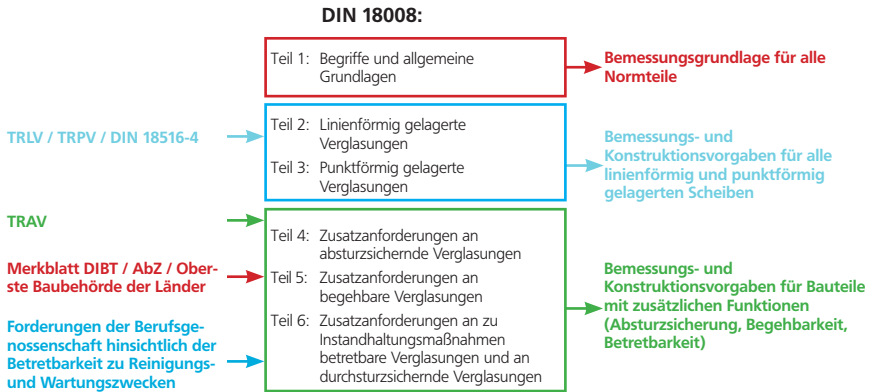 DIN 18008:
Teil 1: Begriffe und allgemeine
Grundlagen
Bemessungsgrundlage für alle
Normteile
TRLV / TRPV / DIN 18516-4
Teil 2: Linienförmig gelagerte
Verglasungen
Teil 3: Punktförmig gelagerte
Verglasungen
Bemessungs- und
Konstruktionsvorgaben für alle
linienförmig und punktförmig
gelagerten Scheiben
TRAV
Merkblatt DIBT / AbZ / Ober-
ste Baubehörde der Länder
Forderungen der Berufsge-
nossenschaft hinsichtlich der
Betretbarkeit zu Reinigungs-
und Wartungszwecken
Teil 4: Zusatzanforderungen an
absturzsichernde Verglasungen
Teil 5: Zusatzanforderungen an
begehbare Verglasungen
Teil 6: Zusatzanforderungen an zu
Instandhaltungsmaßnahmen
betretbare Verglasungen und an
durchsturzsichernde Verglasungen
Bemessungs- und
Konstruktionsvorgaben für Bauteile
mit zusätzlichen Funktionen
(Absturzsicherung, Begehbarkeit,
Betretbarkeit)